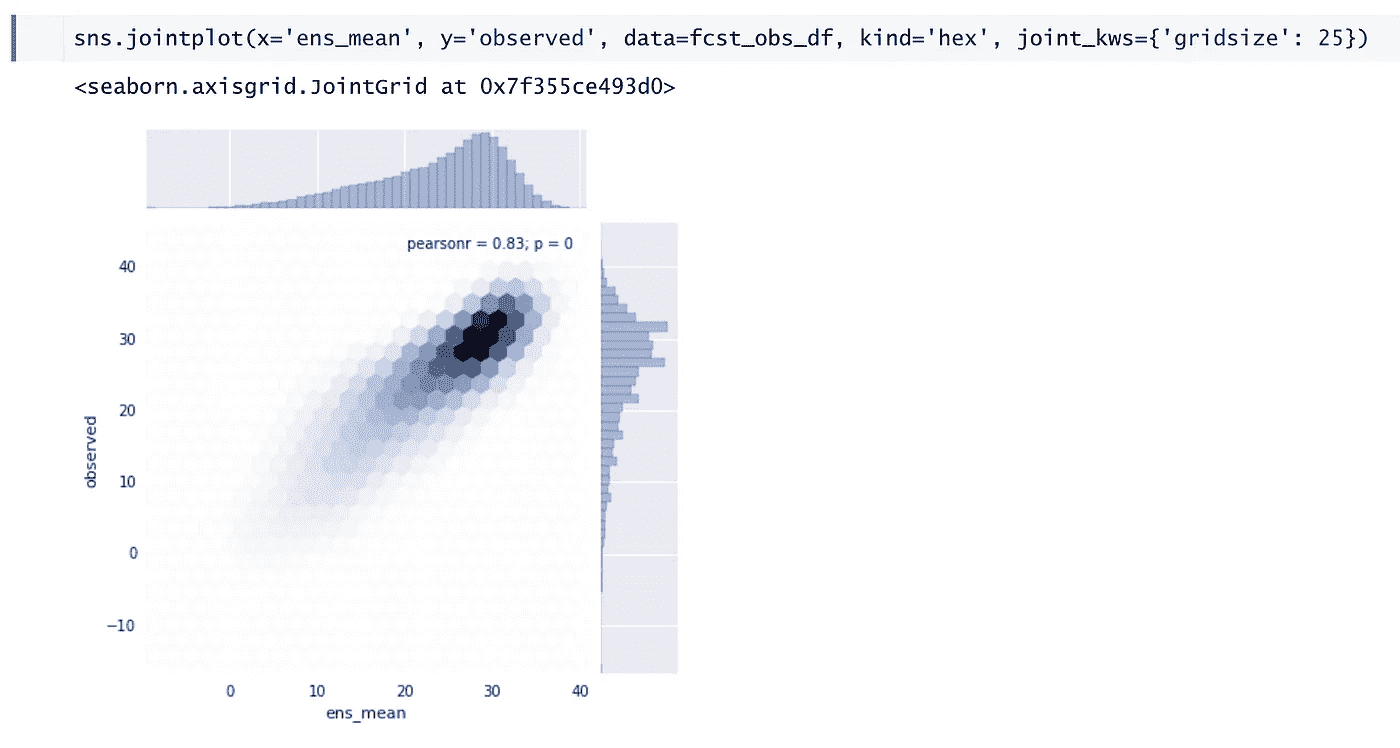 sns.jointplot(x='ens_mean', y='observed', data=fcst_obs_df, kind='hex', joint_kws={'gridsize': 25})
<seaborn.axisgrid.JointGrid at 0x7f355ce493d0>
pearsonr = 0.83; p = 0
40
30
20
10
0
−10
observed
0 10 20 30 40
ens_mean